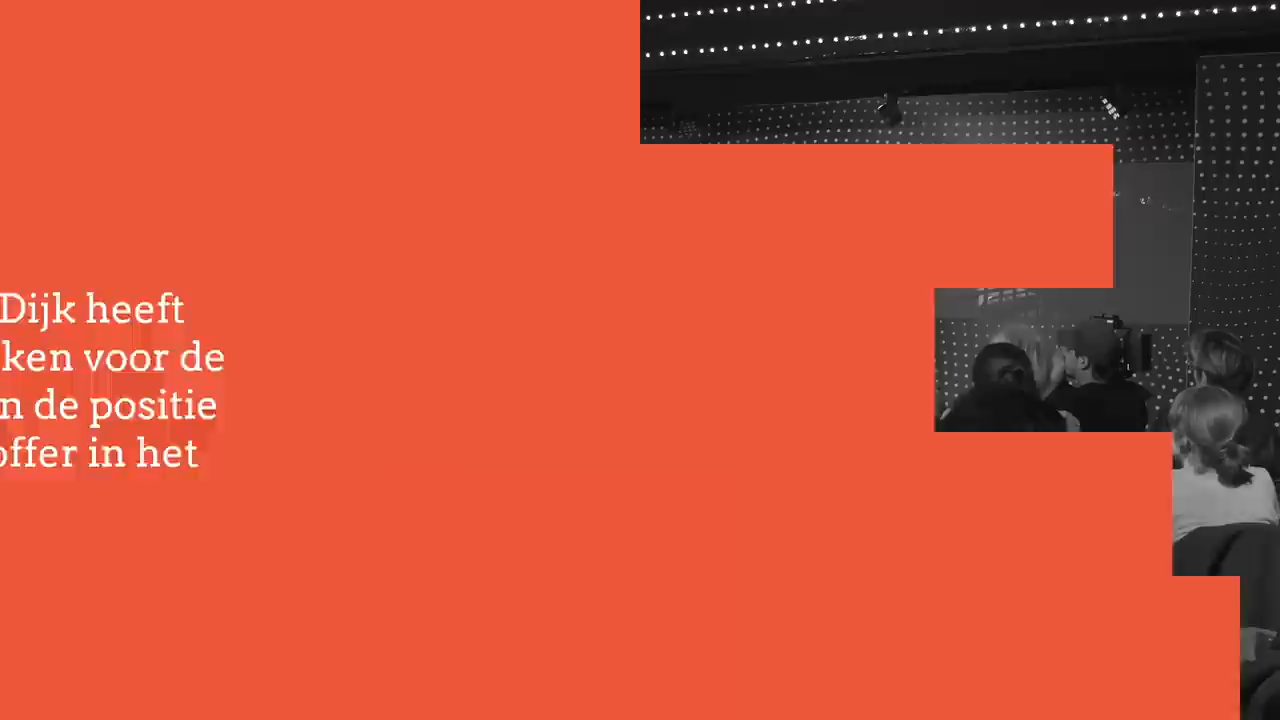 Dijk heeft
ken voor de
n de positie
offer in het